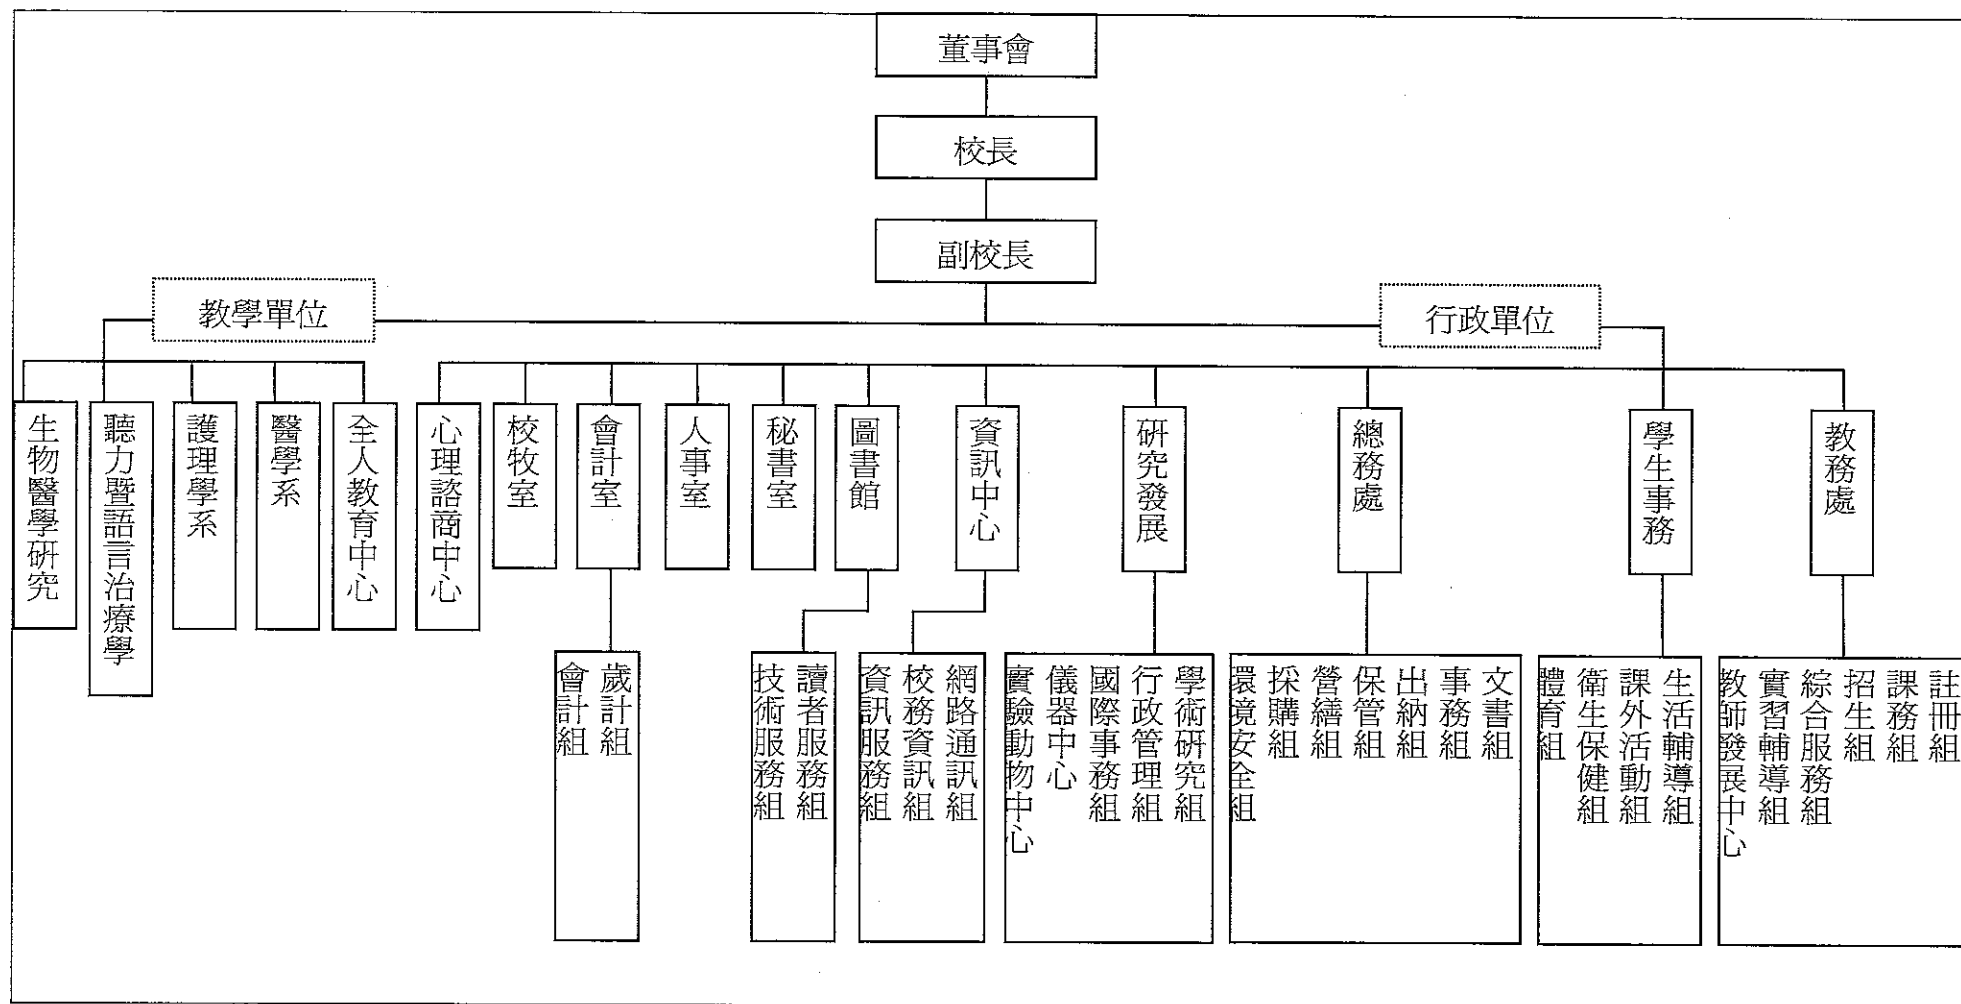 董事會
校長
副校長
教學單位
行政單位
生物醫學研究
聽力暨語言治療學
護理學系
醫學系
全人教育中心
心理諮商中心
校牧室
會計室
人事室
秘書室
圖書館
資訊中心
研究發展
總務處
學生事務
教務處
會計組
歲計組
技術服務組
讀者服務組
資訊服務組
校務資訊組
網路通訊組
實驗動物中心
儀器中心
國際事務組
行政管理組
學術研究組
環境安全組
採購組
營繕組
保管組
出納組
事務組
文書組
體育組
衛生保健組
課外活動組
生活輔導組
教師發展中心
實習輔導組
綜合服務組
招生組
課務組
註冊組